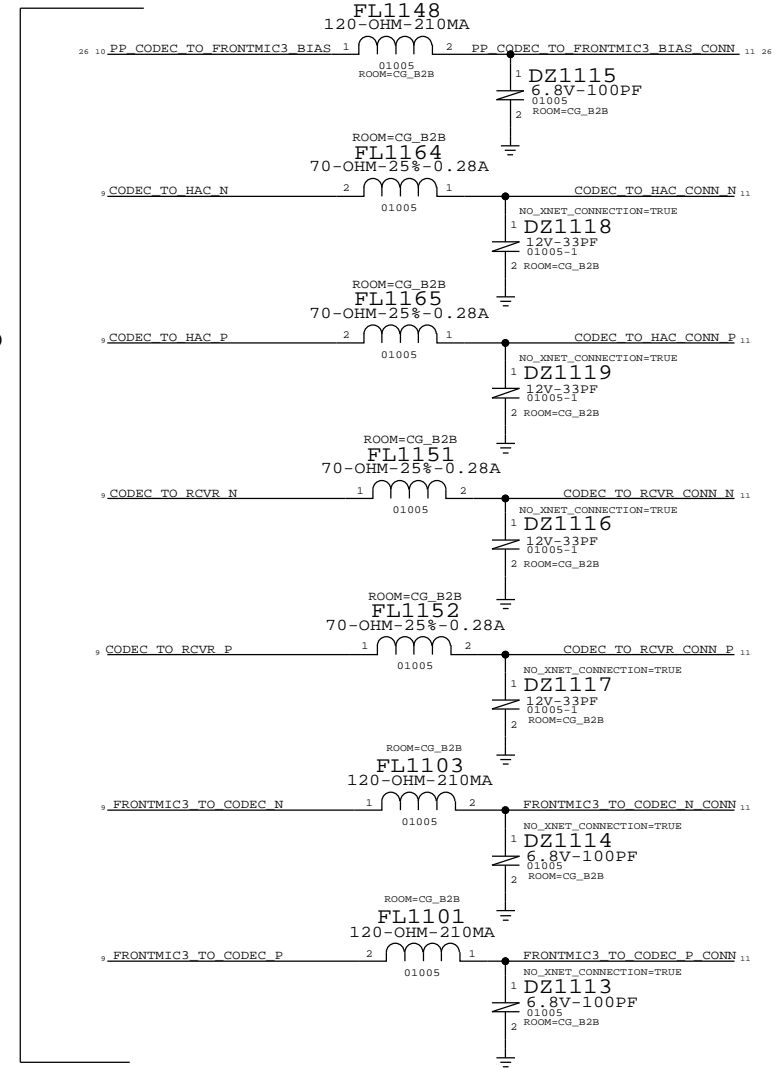 FL1148
120-OHM-210MA
26 10 PP_CODEC_TO_FRONTMIC3_BIAS 1 2 PP_CODEC_TO_FRONTMIC3_BIAS_CONN 11 26
01005
ROOM=CG_B2B
1 DZ1115
6.8V-100PF
01005
2 ROOM=CG_B2B
ROOM=CG_B2B
FL1164
70-OHM-25%-0.28A
9 CODEC_TO_HAC_N 2 1 CODEC_TO_HAC_CONN_N 11
01005
NO_XNET_CONNECTION=TRUE
1 DZ1118
12V-33PF
01005-1
2 ROOM=CG_B2B
ROOM=CG_B2B
FL1165
70-OHM-25%-0.28A
9 CODEC_TO_HAC_P 2 1 CODEC_TO_HAC_CONN_P 11
01005
NO_XNET_CONNECTION=TRUE
1 DZ1119
12V-33PF
01005-1
2 ROOM=CG_B2B
ROOM=CG_B2B
FL1151
70-OHM-25%-0.28A
9 CODEC_TO_RCVR_N 1 2 CODEC_TO_RCVR_CONN_N 11
01005
NO_XNET_CONNECTION=TRUE
1 DZ1116
12V-33PF
01005-1
2 ROOM=CG_B2B
ROOM=CG_B2B
FL1152
70-OHM-25%-0.28A
9 CODEC_TO_RCVR_P 1 2 CODEC_TO_RCVR_CONN_P 11
01005
NO_XNET_CONNECTION=TRUE
1 DZ1117
12V-33PF
01005-1
2 ROOM=CG_B2B
ROOM=CG_B2B
FL1103
120-OHM-210MA
9 FRONTMIC3_TO_CODEC_N 1 2 FRONTMIC3_TO_CODEC_N_CONN 11
01005
NO_XNET_CONNECTION=TRUE
1 DZ1114
6.8V-100PF
01005
2 ROOM=CG_B2B
ROOM=CG_B2B
FL1101
120-OHM-210MA
9 FRONTMIC3_TO_CODEC_P 2 1 FRONTMIC3_TO_CODEC_P_CONN 11
01005
NO_XNET_CONNECTION=TRUE
1 DZ1113
6.8V-100PF
01005
2 ROOM=CG_B2B